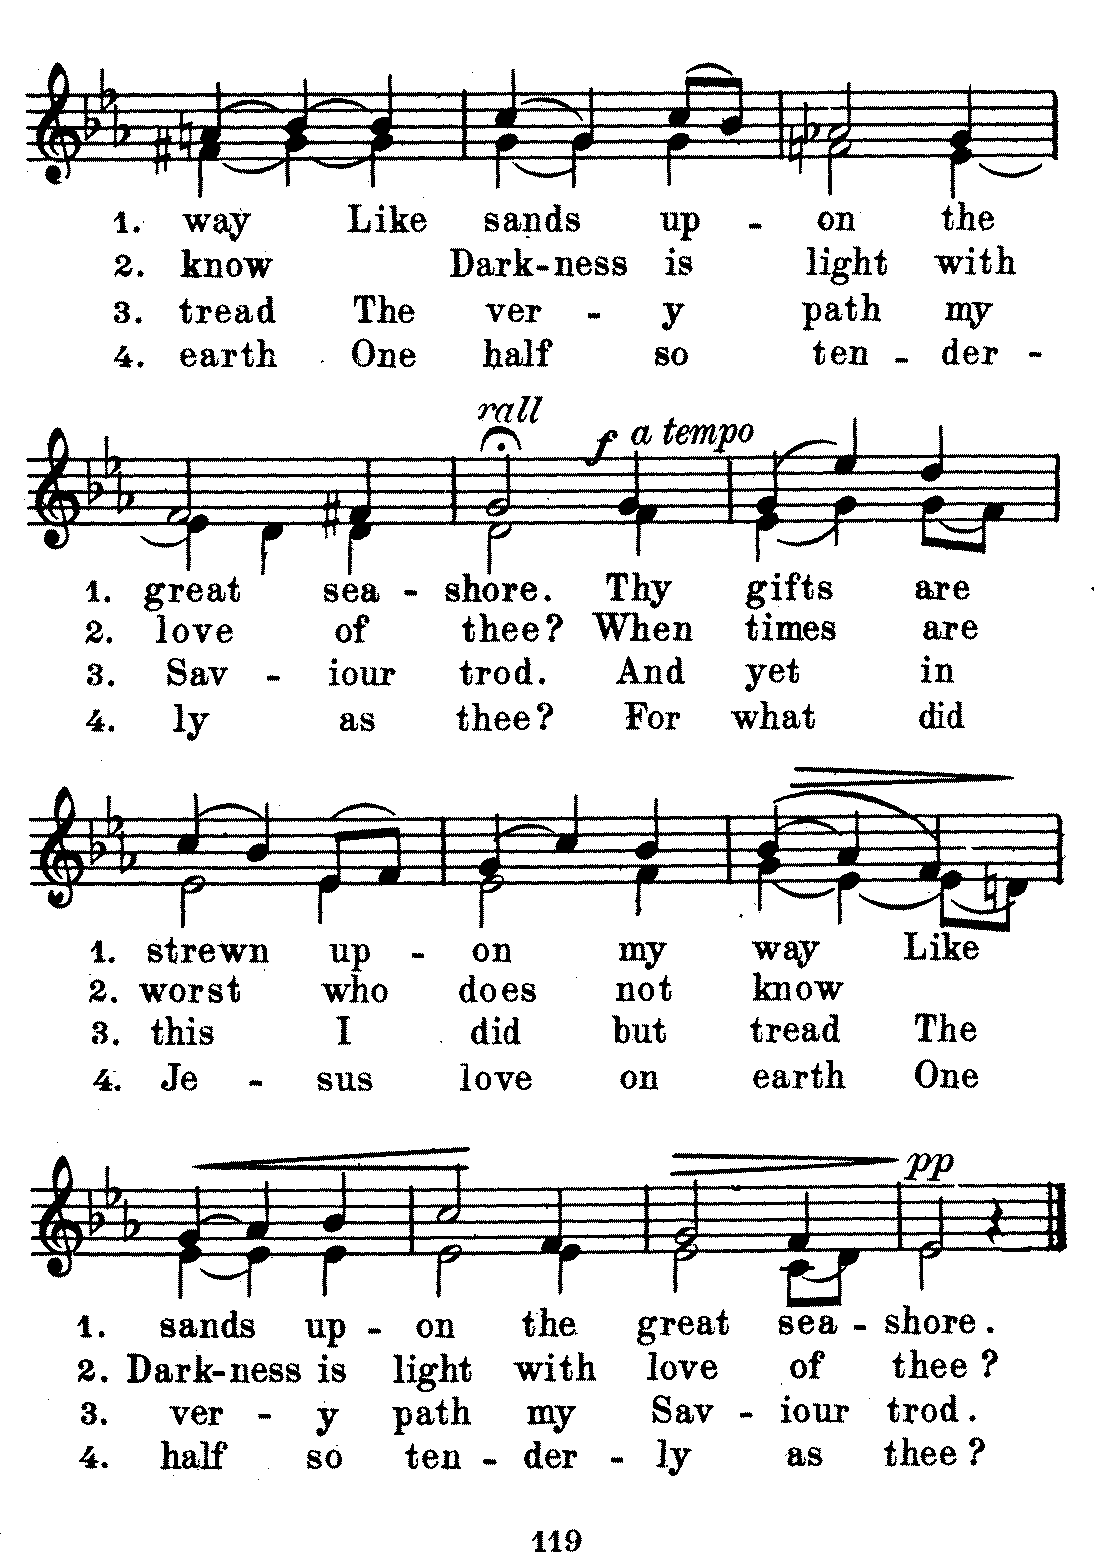 1. way Like sands up - on the
2. know Dark-ness is light with
3. tread The ver - y path my
4. earth One half so ten - der -
rall
f a tempo
1. great sea - shore. Thy gifts are
2. love of thee? When times are
3. Sav - iour trod. And yet in
4. ly as thee? For what did
1. strewn up - on my way Like
2. worst who does not know
3. this I did but tread The
4. Je - sus love on earth One
pp
1. sands up - on the great sea - shore.
2. Dark-ness is light with love of thee?
3. ver - y path my Sav - iour trod.
4. half so ten - der - ly as thee?
119